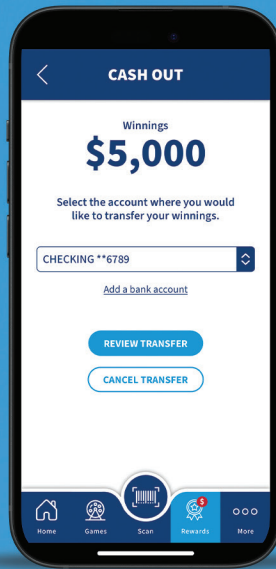 CASH OUT
Winnings
$5,000
Select the account where you would
like to transfer your winnings.
CHECKING **6789
Add a bank account
REVIEW TRANSFER
CANCEL TRANSFER
$
Home Games Scan Rewards More